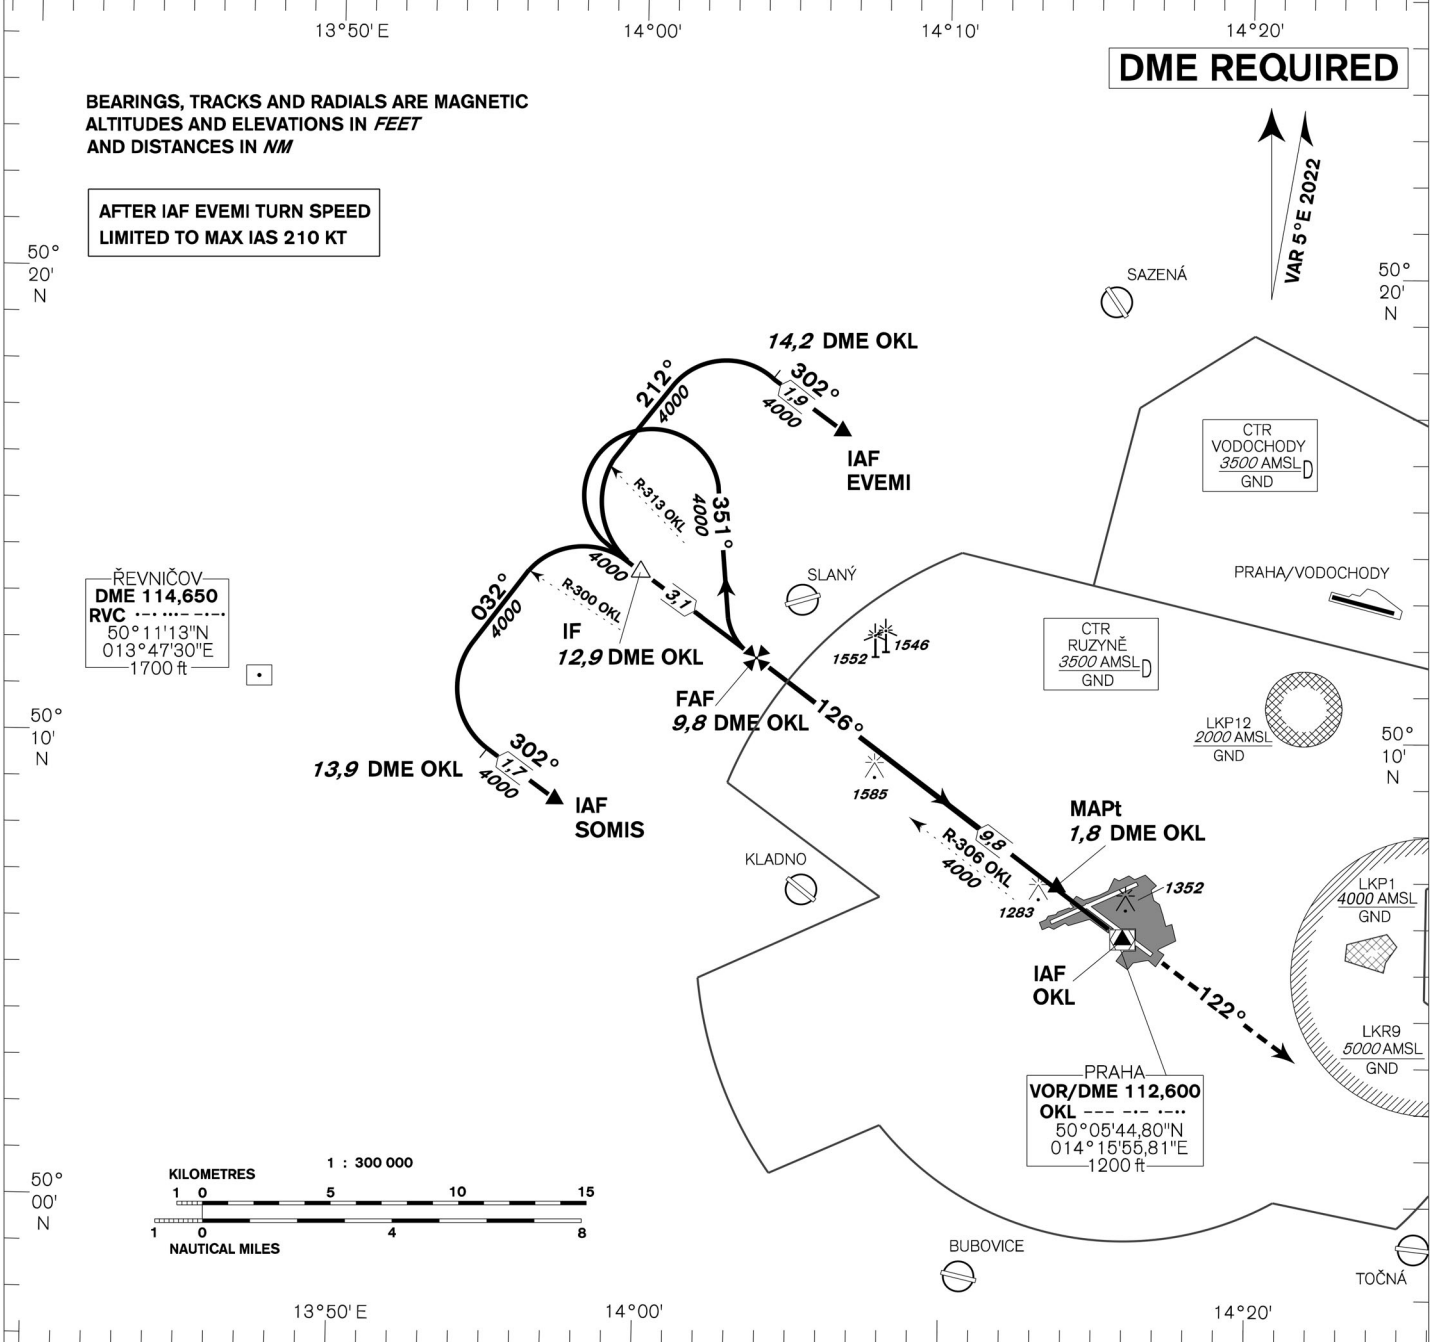 13°50'E
14°00'
14°10'
14°20'
DME REQUIRED
BEARINGS, TRACKS AND RADIALS ARE MAGNETIC
ALTITUDES AND ELEVATIONS IN FEET
AND DISTANCES IN NM
AFTER IAF EVEMI TURN SPEED
LIMITED TO MAX IAS 210 KT
VAR 5°E 2022
50°
20'
N
50°
20'
N
SAZENÁ
14,2 DME OKL
212°
4000
302°
1,9
4000
IAF
EVEMI
CTR
VODOCHODY
3500 AMSL
GND
D
R-313 OKL
351°
4000
4000
3,1
R-300 OKL
032°
4000
SLANÝ
PRAHA/VODOCHODY
ŘEVNIČOV
DME 114,650
RVC ·–· ···– –·–·
50°11'13"N
013°47'30"E
1700 ft
IF
12,9 DME OKL
1552
1546
CTR
RUZYNĚ
3500 AMSL
GND
D
FAF
9,8 DME OKL
126°
LKP12
2000 AMSL
GND
50°
10'
N
50°
10'
N
302°
1,7
4000
13,9 DME OKL
IAF
SOMIS
1585
MAPt
1,8 DME OKL
9,8
R-306 OKL
4000
KLADNO
1283
1352
LKP1
4000 AMSL
GND
IAF
OKL
122°
LKR9
5000 AMSL
GND
PRAHA
VOR/DME 112,600
OKL ––– –·– ·–··
50°05'44,80"N
014°15'55,81"E
1200 ft
1 : 300 000
KILOMETRES
1 0 5 10 15
1 0 4 8
NAUTICAL MILES
50°
00'
N
BUBOVICE
TOČNÁ
13°50'E
14°00'
14°20'